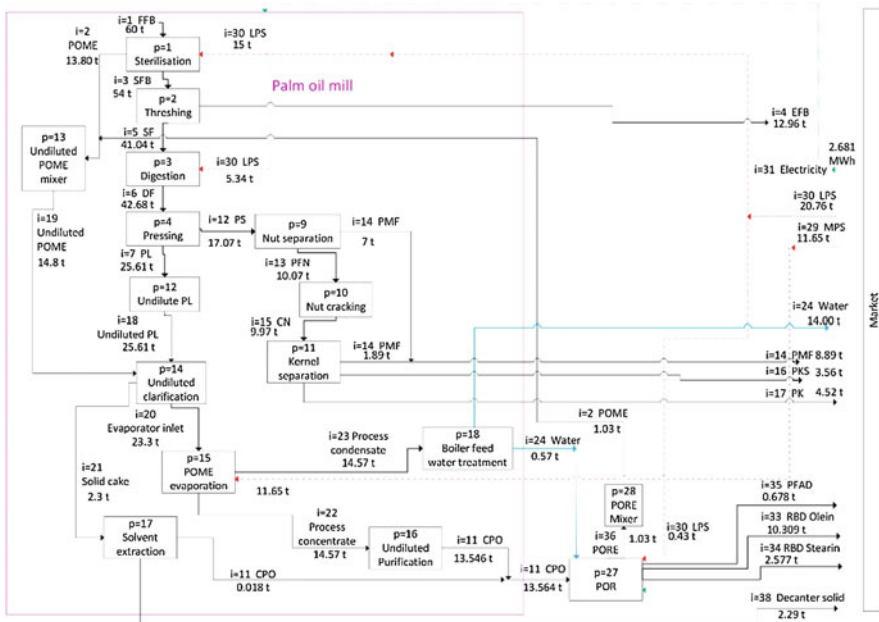 i=1 FFB
60 t
i=2
POME
13.80 t
p=1
Sterilisation
i=30 LPS
15 t
i=3 SFB
54 t
Palm oil mill
p=2
Threshing
i=4 EFB
12.96 t
p=13
Undiluted
POME
mixer
i=5 SF
41.04 t
p=3
Digestion
i=30 LPS
5.34 t
2.681
MWh
i=31 Electricity
i=6 DF
42.68 t
i=30 LPS
20.76 t
i=19
Undiluted
POME
14.8 t
p=4
Pressing
i=12 PS
17.07 t
p=9
Nut separation
i=14 PMF
7 t
i=29 MPS
11.65 t
i=7 PL
25.61 t
i=13 PFN
10.07 t
p=12
Undilute PL
p=10
Nut cracking
i=24 Water
14.00 t
Market
i=18
Undiluted PL
25.61 t
i=15 CN
9.97 t
p=11
Kernel
separation
i=14 PMF
1.89 t
i=14 PMF 8.89 t
i=16 PKS 3.56 t
i=17 PK 4.52 t
p=14
Undiluted
clarification
i=20
Evaporator inlet
23.3 t
i=2 POME
1.03 t
i=23 Process
condensate
14.57 t
p=18
Boiler feed
water treatment
i=24 Water
0.57 t
i=21
Solid cake
2.3 t
p=15
POME
evaporation
11.65 t
p=28
PORE
Mixer
i=35 PFAD
0.678 t
p=17
Solvent
extraction
i=22
Process
concentrate
14.57 t
p=16
Undiluted
Purification
i=11 CPO
13.546 t
i=36
PORE
1.03 t
i=30 LPS
0.43 t
i=33 RBD Olein
10.309 t
i=34 RBD Stearin
2.577 t
i=11 CPO
0.018 t
i=11 CPO
13.564 t
p=27
POR
i=38 Decanter solid
2.29 t